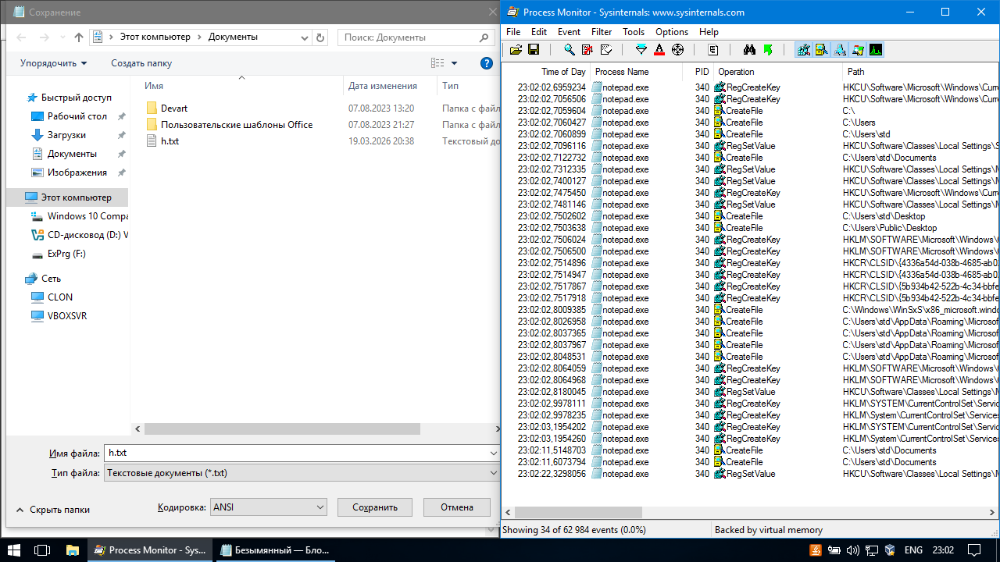 Сохранение
Этот компьютер
Документы
Поиск: Документы
Упорядочить
Создать папку
Имя
Дата изменения
Тип
Быстрый доступ
Рабочий стол
Загрузки
Документы
Изображения
Этот компьютер
Windows 10 Compa
CD-дисковод (D:) V
ExPrg (F:)
Сеть
CLON
VBOXSVR
Devart 07.08.2023 13:20 Папка с файл
Пользовательские шаблоны Office 07.08.2023 21:27 Папка с файл
h.txt 19.03.2026 20:38 Текстовый до
Имя файла: h.txt
Тип файла: Текстовые документы (*.txt)
Скрыть папки
Кодировка: ANSI
Сохранить
Отмена
Process Monitor - Sysinternals: www.sysinternals.com
File Edit Event Filter Tools Options Help
Time of Day Process Name PID Operation Path
23:02:02,6959234 notepad.exe 340 RegCreateKey HKCU\Software\Microsoft\Windows\Curr
23:02:02,7056506 notepad.exe 340 RegCreateKey HKCU\Software\Microsoft\Windows\Curr
23:02:02,7059604 notepad.exe 340 CreateFile C:\
23:02:02,7060427 notepad.exe 340 CreateFile C:\Users
23:02:02,7060899 notepad.exe 340 CreateFile C:\Users\std
23:02:02,7096116 notepad.exe 340 RegSetValue HKCU\Software\Classes\Local Settings\S
23:02:02,7122732 notepad.exe 340 CreateFile C:\Users\std\Documents
23:02:02,7312335 notepad.exe 340 RegSetValue HKCU\Software\Classes\Local Settings\M
23:02:02,7400127 notepad.exe 340 RegSetValue HKCU\Software\Classes\Local Settings\M
23:02:02,7475450 notepad.exe 340 RegCreateKey HKCU\Software\Microsoft\Windows\Curr
23:02:02,7481146 notepad.exe 340 RegSetValue HKCU\Software\Classes\Local Settings\M
23:02:02,7502602 notepad.exe 340 CreateFile C:\Users\std\Desktop
23:02:02,7503638 notepad.exe 340 CreateFile C:\Users\Public\Desktop
23:02:02,7506024 notepad.exe 340 RegCreateKey HKLM\SOFTWARE\Microsoft\Windows\
23:02:02,7506500 notepad.exe 340 RegCreateKey HKLM\SOFTWARE\Microsoft\Windows\
23:02:02,7514896 notepad.exe 340 RegCreateKey HKCR\CLSID\{4336a54d-038b-4685-ab0
23:02:02,7514947 notepad.exe 340 RegCreateKey HKCR\CLSID\{4336a54d-038b-4685-ab0
23:02:02,7517867 notepad.exe 340 RegCreateKey HKCR\CLSID\{5b934b42-522b-4c34-bbfe
23:02:02,7517918 notepad.exe 340 RegCreateKey HKCR\CLSID\{5b934b42-522b-4c34-bbfe
23:02:02,8009385 notepad.exe 340 CreateFile C:\Windows\WinSxS\x86_microsoft.windo
23:02:02,8026958 notepad.exe 340 CreateFile C:\Users\std\AppData\Roaming\Microsof
23:02:02,8037365 notepad.exe 340 CreateFile C:\Users\std\AppData\Roaming\Microsof
23:02:02,8037967 notepad.exe 340 CreateFile C:\Users\std\AppData\Roaming\Microsof
23:02:02,8048531 notepad.exe 340 CreateFile C:\Users\std\AppData\Roaming\Microsof
23:02:02,8064059 notepad.exe 340 RegCreateKey HKLM\SOFTWARE\Microsoft\Windows\
23:02:02,8064968 notepad.exe 340 RegCreateKey HKLM\SOFTWARE\Microsoft\Windows\
23:02:02,8180045 notepad.exe 340 RegSetValue HKCU\Software\Classes\Local Settings\M
23:02:02,9978111 notepad.exe 340 RegCreateKey HKLM\SYSTEM\CurrentControlSet\Servic
23:02:02,9978235 notepad.exe 340 RegCreateKey HKLM\System\CurrentControlSet\Services
23:02:03,1954202 notepad.exe 340 RegCreateKey HKLM\SYSTEM\CurrentControlSet\Servic
23:02:03,1954260 notepad.exe 340 RegCreateKey HKLM\System\CurrentControlSet\Services
23:02:11,5148703 notepad.exe 340 CreateFile C:\Users\std\Documents
23:02:11,6073794 notepad.exe 340 CreateFile C:\Users\std\Documents
23:02:22,3298056 notepad.exe 340 RegSetValue HKCU\Software\Classes\Local Settings\M
Showing 34 of 62 984 events (0.0%)
Backed by virtual memory
Process Monitor - Sys...
Безымянный — Бло...
ENG
23:02